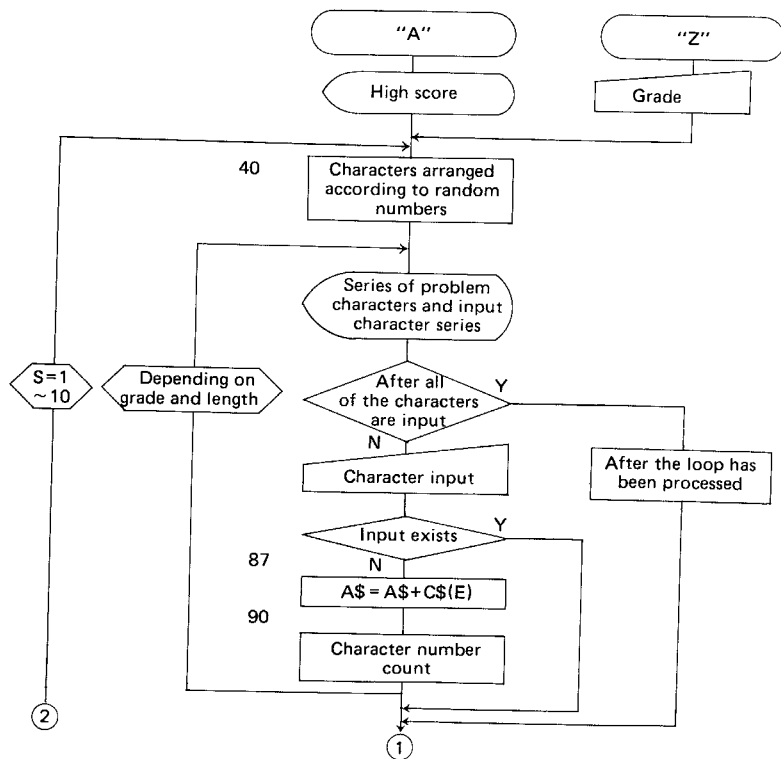 "A"
"Z"
High score
Grade
40
Characters arranged
according to random
numbers
Series of problem
characters and input
character series
S=1
~10
Depending on
grade and length
After all
of the characters
are input
Y
N
After the loop has
been processed
Character input
Input exists
Y
N
87
A$=A$+C$(E)
90
Character number
count
2
1